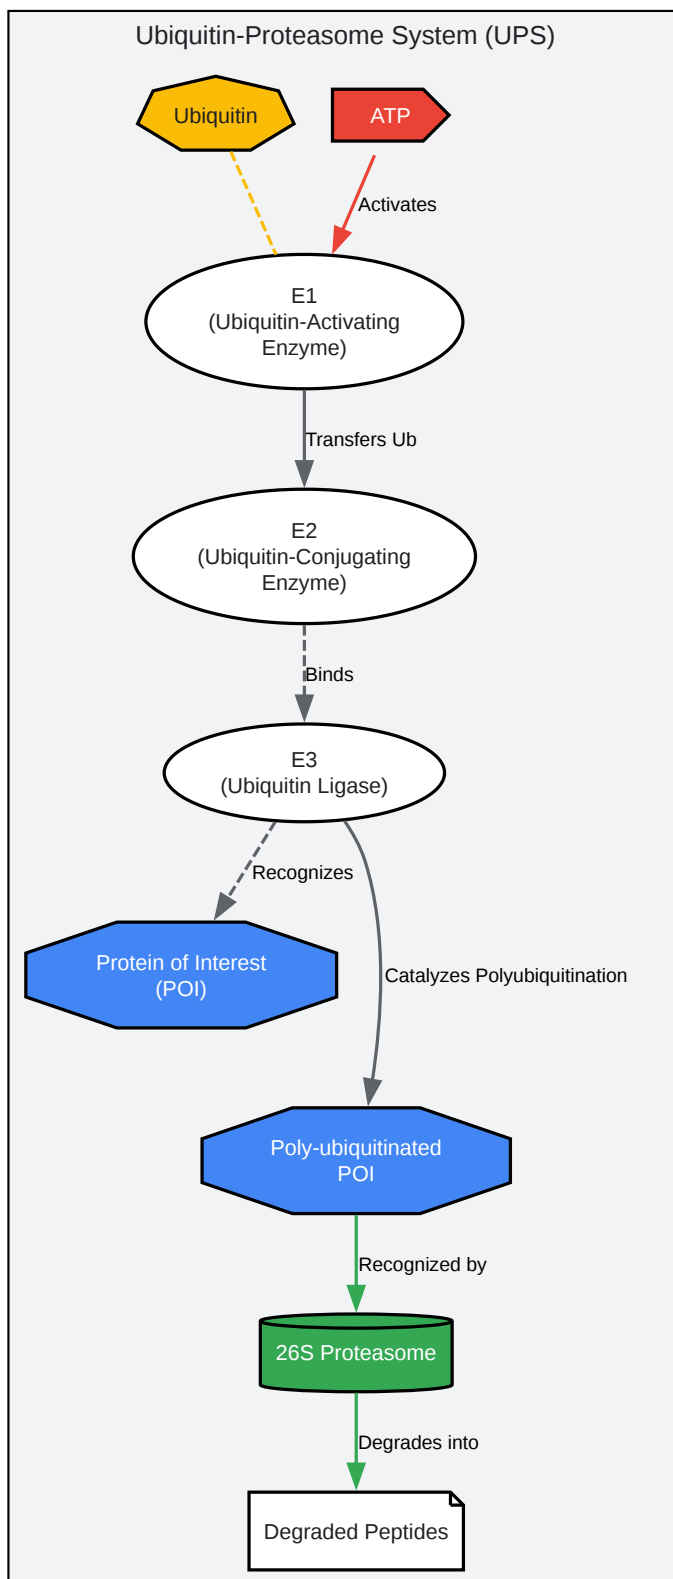 Ubiquitin-Proteasome System (UPS)
Ubiquitin
ATP
Activates
E1
(Ubiquitin-Activating
Enzyme)
Transfers Ub
E2
(Ubiquitin-Conjugating
Enzyme)
Binds
E3
(Ubiquitin Ligase)
Recognizes
Protein of Interest
(POI)
Catalyzes Polyubiquitination
Poly-ubiquitinated
POI
Recognized by
26S Proteasome
Degrades into
Degraded Peptides